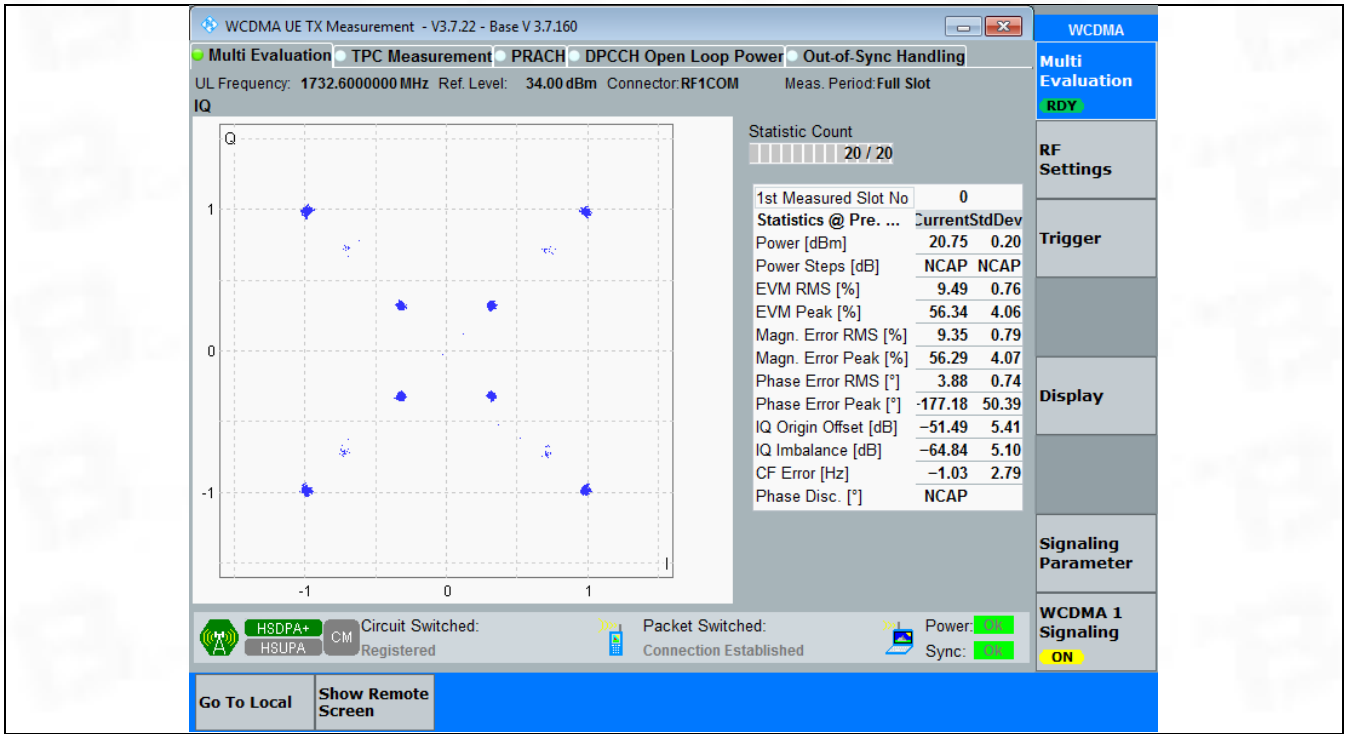 WCDMA UE TX Measurement - V3.7.22 - Base V 3.7.160
WCDMA
Multi Evaluation TPC Measurement PRACH DPCCH Open Loop Power Out-of-Sync Handling
UL Frequency: 1732.6000000 MHz Ref. Level: 34.00 dBm Connector:RF1COM Meas. Period:Full Slot
IQ
Q
1
0
-1
-1 0 1
I
Statistic Count
20 / 20
1st Measured Slot No 0
Statistics @ Pre. ... Current StdDev
Power [dBm] 20.75 0.20
Power Steps [dB] NCAP NCAP
EVM RMS [%] 9.49 0.76
EVM Peak [%] 56.34 4.06
Magn. Error RMS [%] 9.35 0.79
Magn. Error Peak [%] 56.29 4.07
Phase Error RMS [°] 3.88 0.74
Phase Error Peak [°] -177.18 50.39
IQ Origin Offset [dB] −51.49 5.41
IQ Imbalance [dB] −64.84 5.10
CF Error [Hz] −1.03 2.79
Phase Disc. [°] NCAP
Multi
Evaluation
RDY
RF
Settings
Trigger
Display
Signaling
Parameter
WCDMA 1
Signaling
ON
HSDPA+
HSUPA
CM
Circuit Switched:
Registered
Packet Switched:
Connection Established
Power: Ok
Sync: Ok
Go To Local
Show Remote
Screen